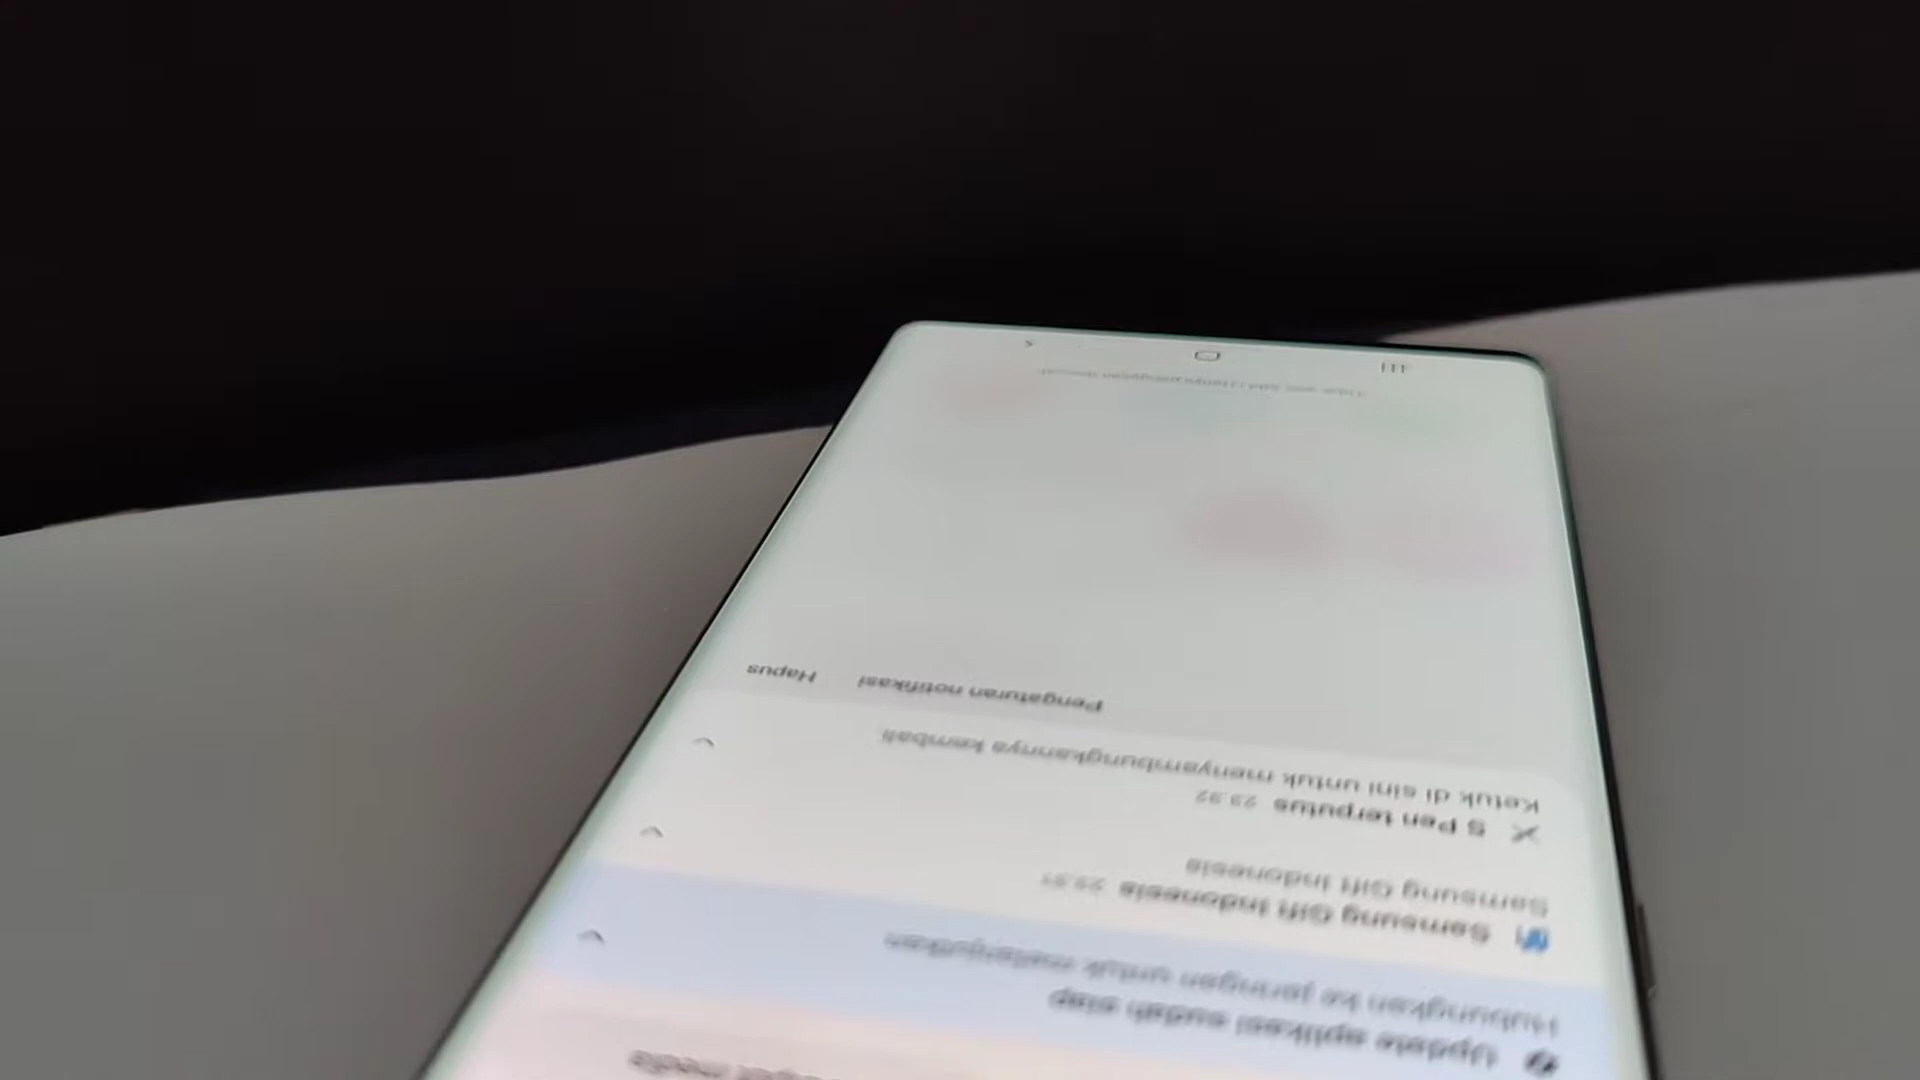 Update aplikasi sudah siap
Hubungkan ke jaringan untuk melanjutkan
Samsung Gift Indonesia 23.31
Samsung Gift Indonesia
S Pen terputus 23.32
Ketuk di sini untuk menyambungkannya kembali
Pengaturan notifikasi Hapus